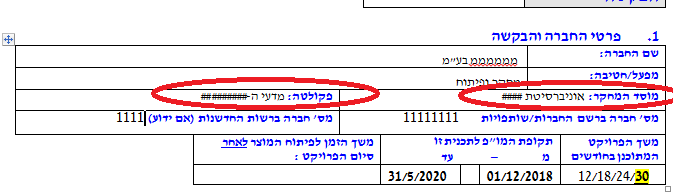 1. פרטי החברה והבקשה
שם החברה:
מממממממ בע״מ
מפעל/חטיבה:
מחקר ופיתוח
מוסד המחקר: אוניברסיטת #### פקולטה: מדעי ה-#########
מס׳ חברה ברשם החברות/שותפויות 11111111 מס׳ חברה ברשות החדשנות (אם ידוע) 1111
משך הפרויקט המתוכנן בחודשים תקופת המו״פ לתכנית זו מ – עד משך הזמן לפיתוח המוצר לאחר סיום הפרויקט:
12/18/24/30 01/12/2018 31/5/2020